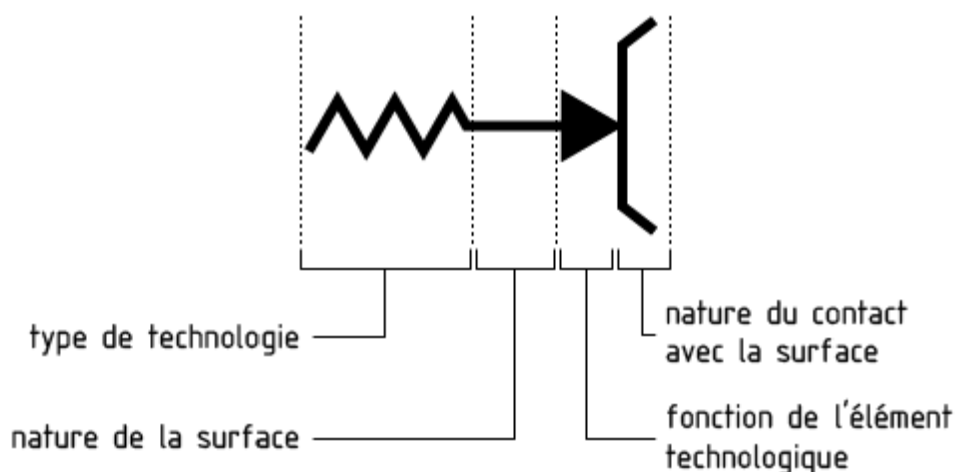 type de technologie
nature de la surface
nature du contact
avec la surface
fonction de l'élément
technologique